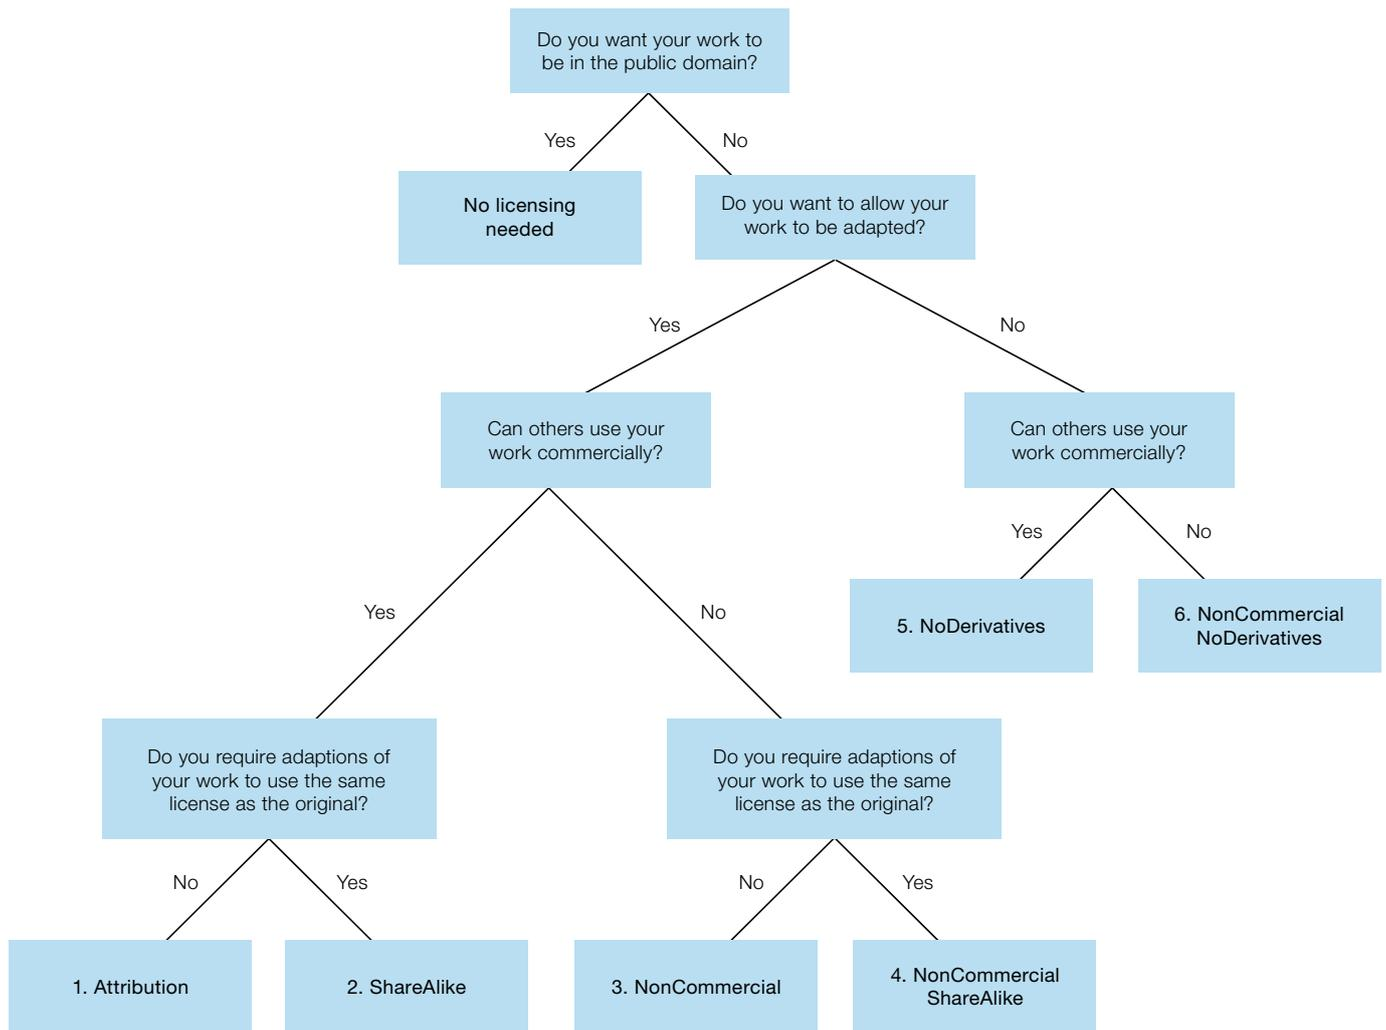 Do you want your work to
be in the public domain?
Yes
No
No licensing
needed
Do you want to allow your
work to be adapted?
Yes
No
Can others use your
work commercially?
Can others use your
work commercially?
Yes
No
5. NoDerivatives
6. NonCommercial
NoDerivatives
Yes
No
Do you require adaptions of
your work to use the same
license as the original?
Do you require adaptions of
your work to use the same
license as the original?
No
Yes
No
Yes
1. Attribution
2. ShareAlike
3. NonCommercial
4. NonCommercial
ShareAlike